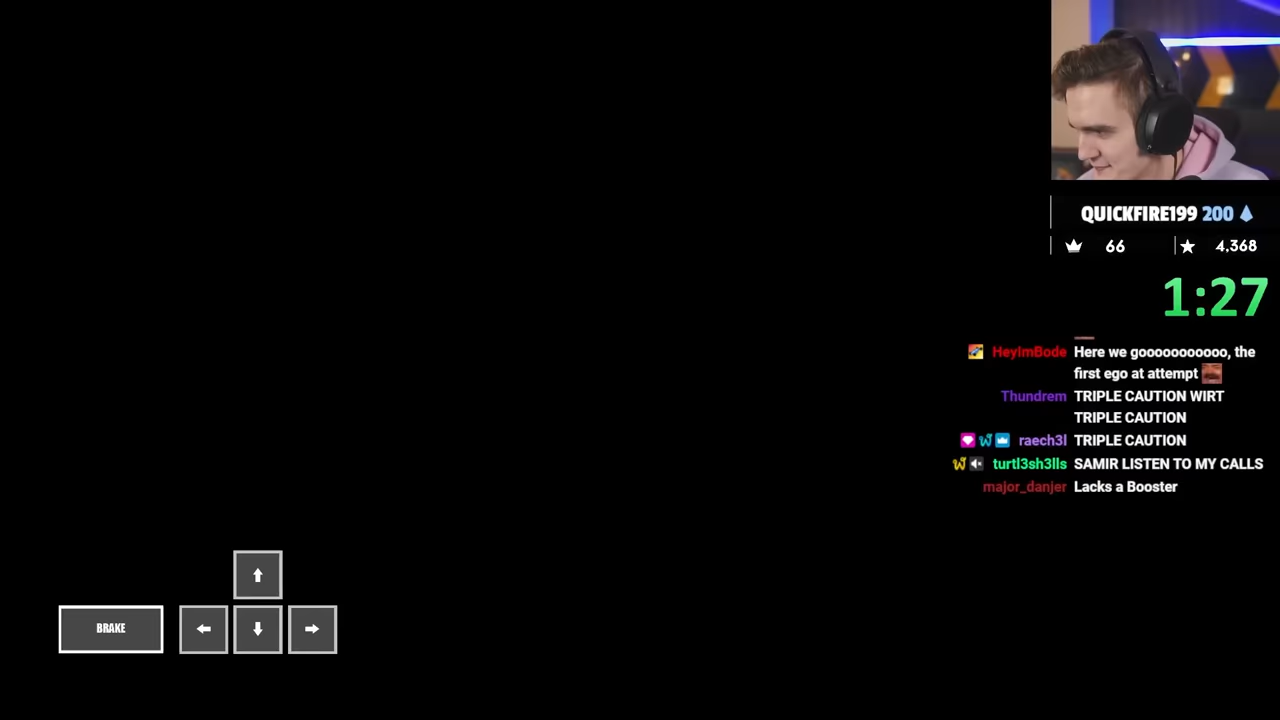 QUICKFIRE199 200
66 4,368
1:27
HeyImBode Here we gooooooooooo, the
first ego at attempt
Thundrem TRIPLE CAUTION WIRT
TRIPLE CAUTION
raech3l TRIPLE CAUTION
turtl3sh3lls SAMIR LISTEN TO MY CALLS
major_danjer Lacks a Booster
↑
BRAKE ← ↓ →